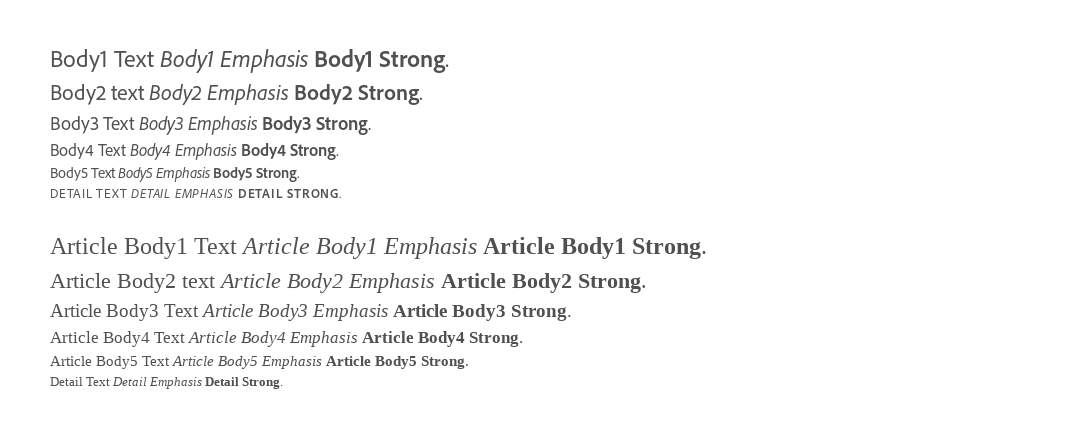 Body1 Text Body1 Emphasis Body1 Strong.
Body2 text Body2 Emphasis Body2 Strong.
Body3 Text Body3 Emphasis Body3 Strong.
Body4 Text Body4 Emphasis Body4 Strong.
Body5 Text Body5 Emphasis Body5 Strong.
DETAIL TEXT DETAIL EMPHASIS DETAIL STRONG.
Article Body1 Text Article Body1 Emphasis Article Body1 Strong.
Article Body2 text Article Body2 Emphasis Article Body2 Strong.
Article Body3 Text Article Body3 Emphasis Article Body3 Strong.
Article Body4 Text Article Body4 Emphasis Article Body4 Strong.
Article Body5 Text Article Body5 Emphasis Article Body5 Strong.
Detail Text Detail Emphasis Detail Strong.